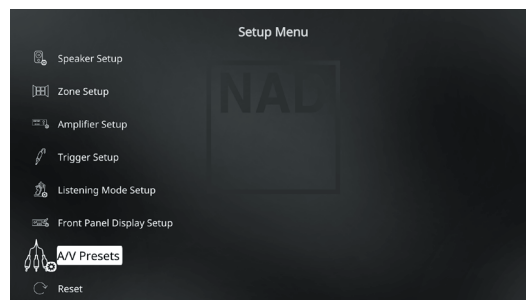 Setup Menu
Speaker Setup
NAD
Zone Setup
Amplifier Setup
Trigger Setup
Listening Mode Setup
Front Panel Display Setup
A/V Presets
Reset